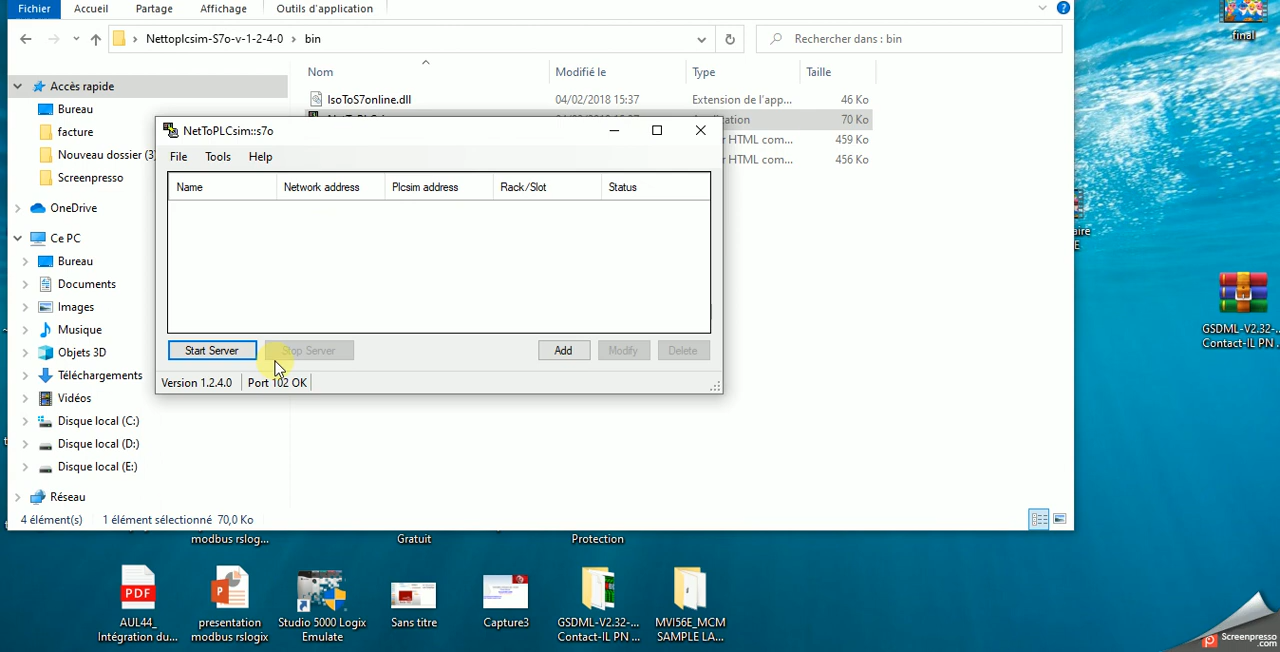 Fichier Accueil Partage Affichage Outils d'application
Nettoplcsim-S7o-v-1-2-4-0 › bin
Rechercher dans : bin
final
Nom Modifié le Type Taille
Accès rapide
IsoToS7online.dll 04/02/2018 15:37 Extension de l'app... 46 Ko
Bureau
70 Ko
facture
HTML com... 459 Ko
Nouveau dossier (3)
HTML com... 456 Ko
Screenpresso
OneDrive
Ce PC
Bureau
Documents
Images
Musique
Objets 3D
Téléchargements
Vidéos
Disque local (C:)
Disque local (D:)
Disque local (E:)
Réseau
NetToPLCsim::s7o
File Tools Help
Name Network address Plcsim address Rack/Slot Status
Start Server Stop Server Add Modify Delete
Version 1.2.4.0 Port 102 OK
GSDML-V2.32-...
Contact-IL PN ...
4 élément(s) 1 élément sélectionné 70,0 Ko
modbus rslog... Gratuit Protection
PDF
AUL44_
Intégration du...
presentation
modbus rslogix
Studio 5000 Logix
Emulate
Sans titre
Capture3
GSDML-V2.32-...
Contact-IL PN ...
MVI56E_MCM
SAMPLE LA...
Screenpresso
.com